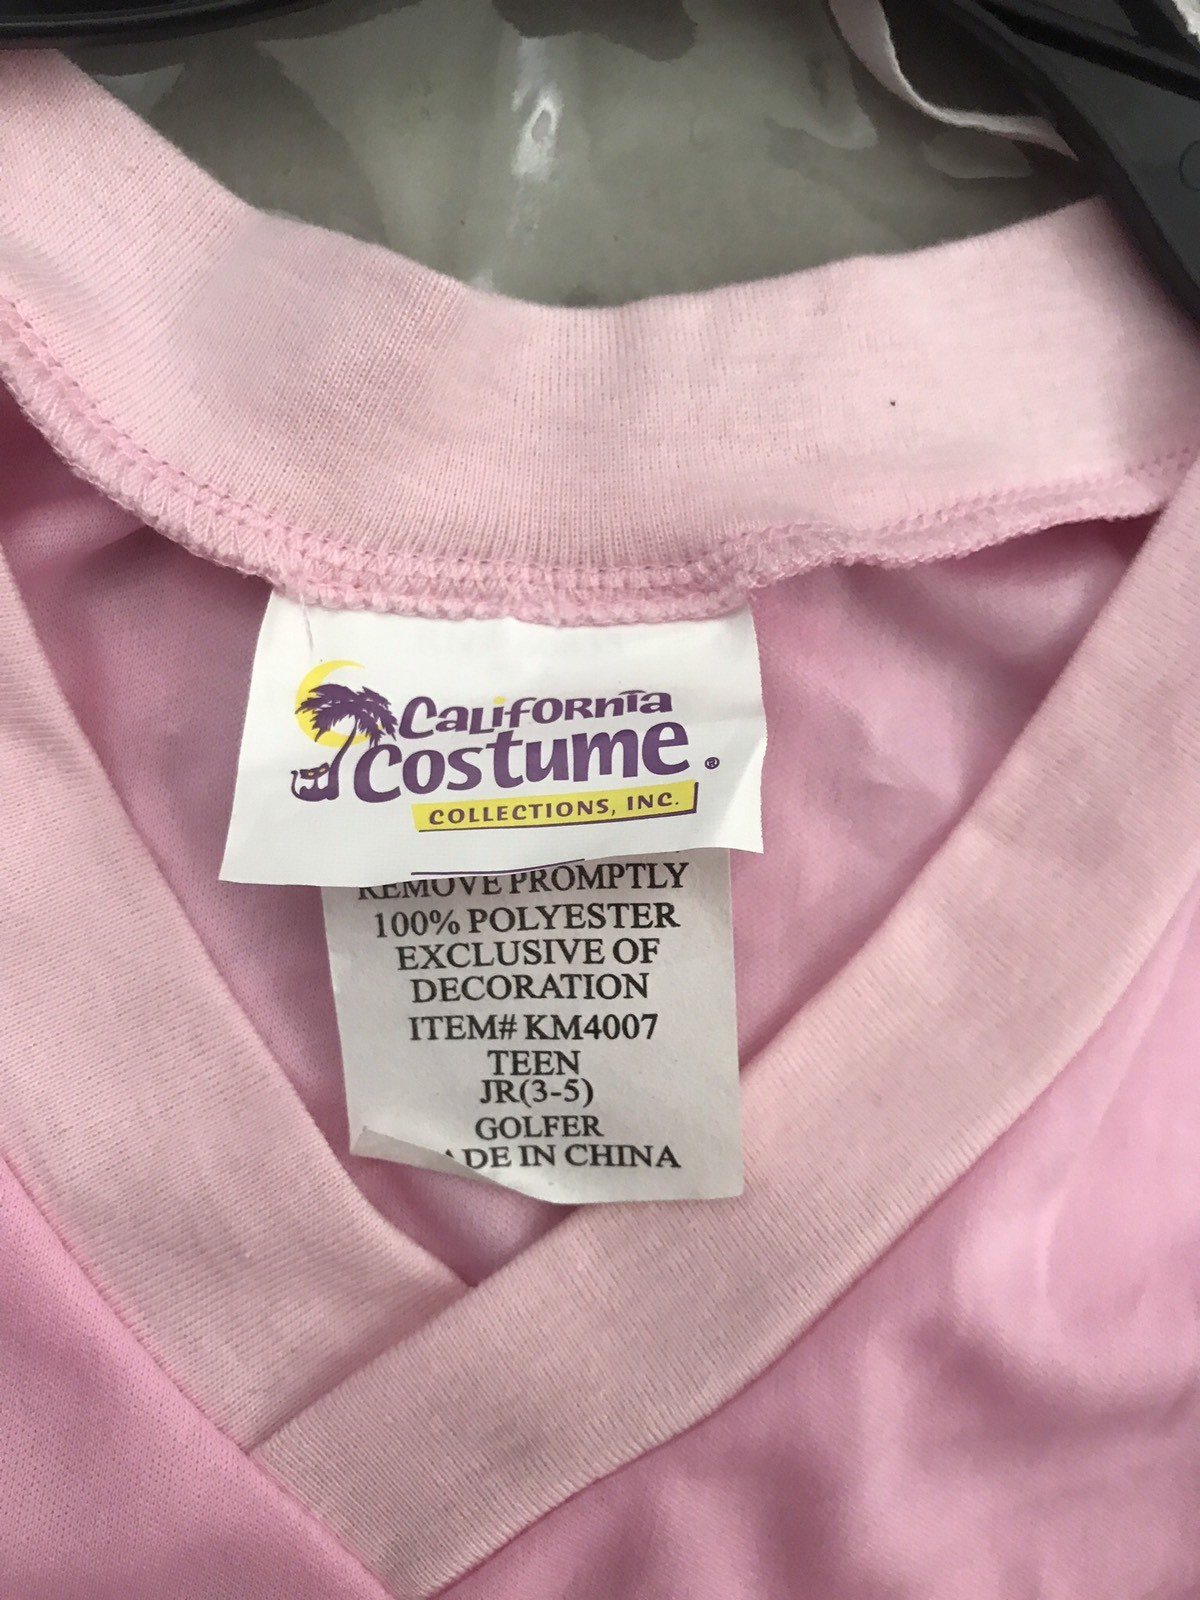 California
Costume ®
COLLECTIONS, INC.
REMOVE PROMPTLY
100% POLYESTER
EXCLUSIVE OF
DECORATION
ITEM# KM4007
TEEN
JR(3-5)
GOLFER
ADE IN CHINA